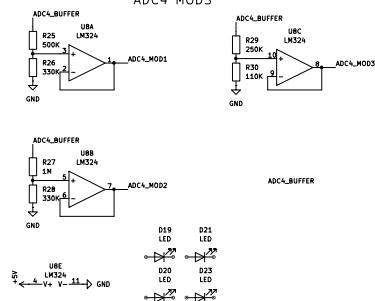 ADC4 MOD3
ADC4_BUFFER
R25
500K
R26
330K
GND
U8A
LM324
3
2
1
+
-
ADC4_MOD1
ADC4_BUFFER
R29
250K
R30
110K
GND
U8C
LM324
10
9
8
+
-
ADC4_MOD3
ADC4_BUFFER
R27
1M
R28
330K
GND
U8B
LM324
5
6
7
+
-
ADC4_MOD2
ADC4_BUFFER
D19
LED
D21
LED
D20
LED
D23
LED
U8E
LM324
+5V
4 V+ V- 11
GND